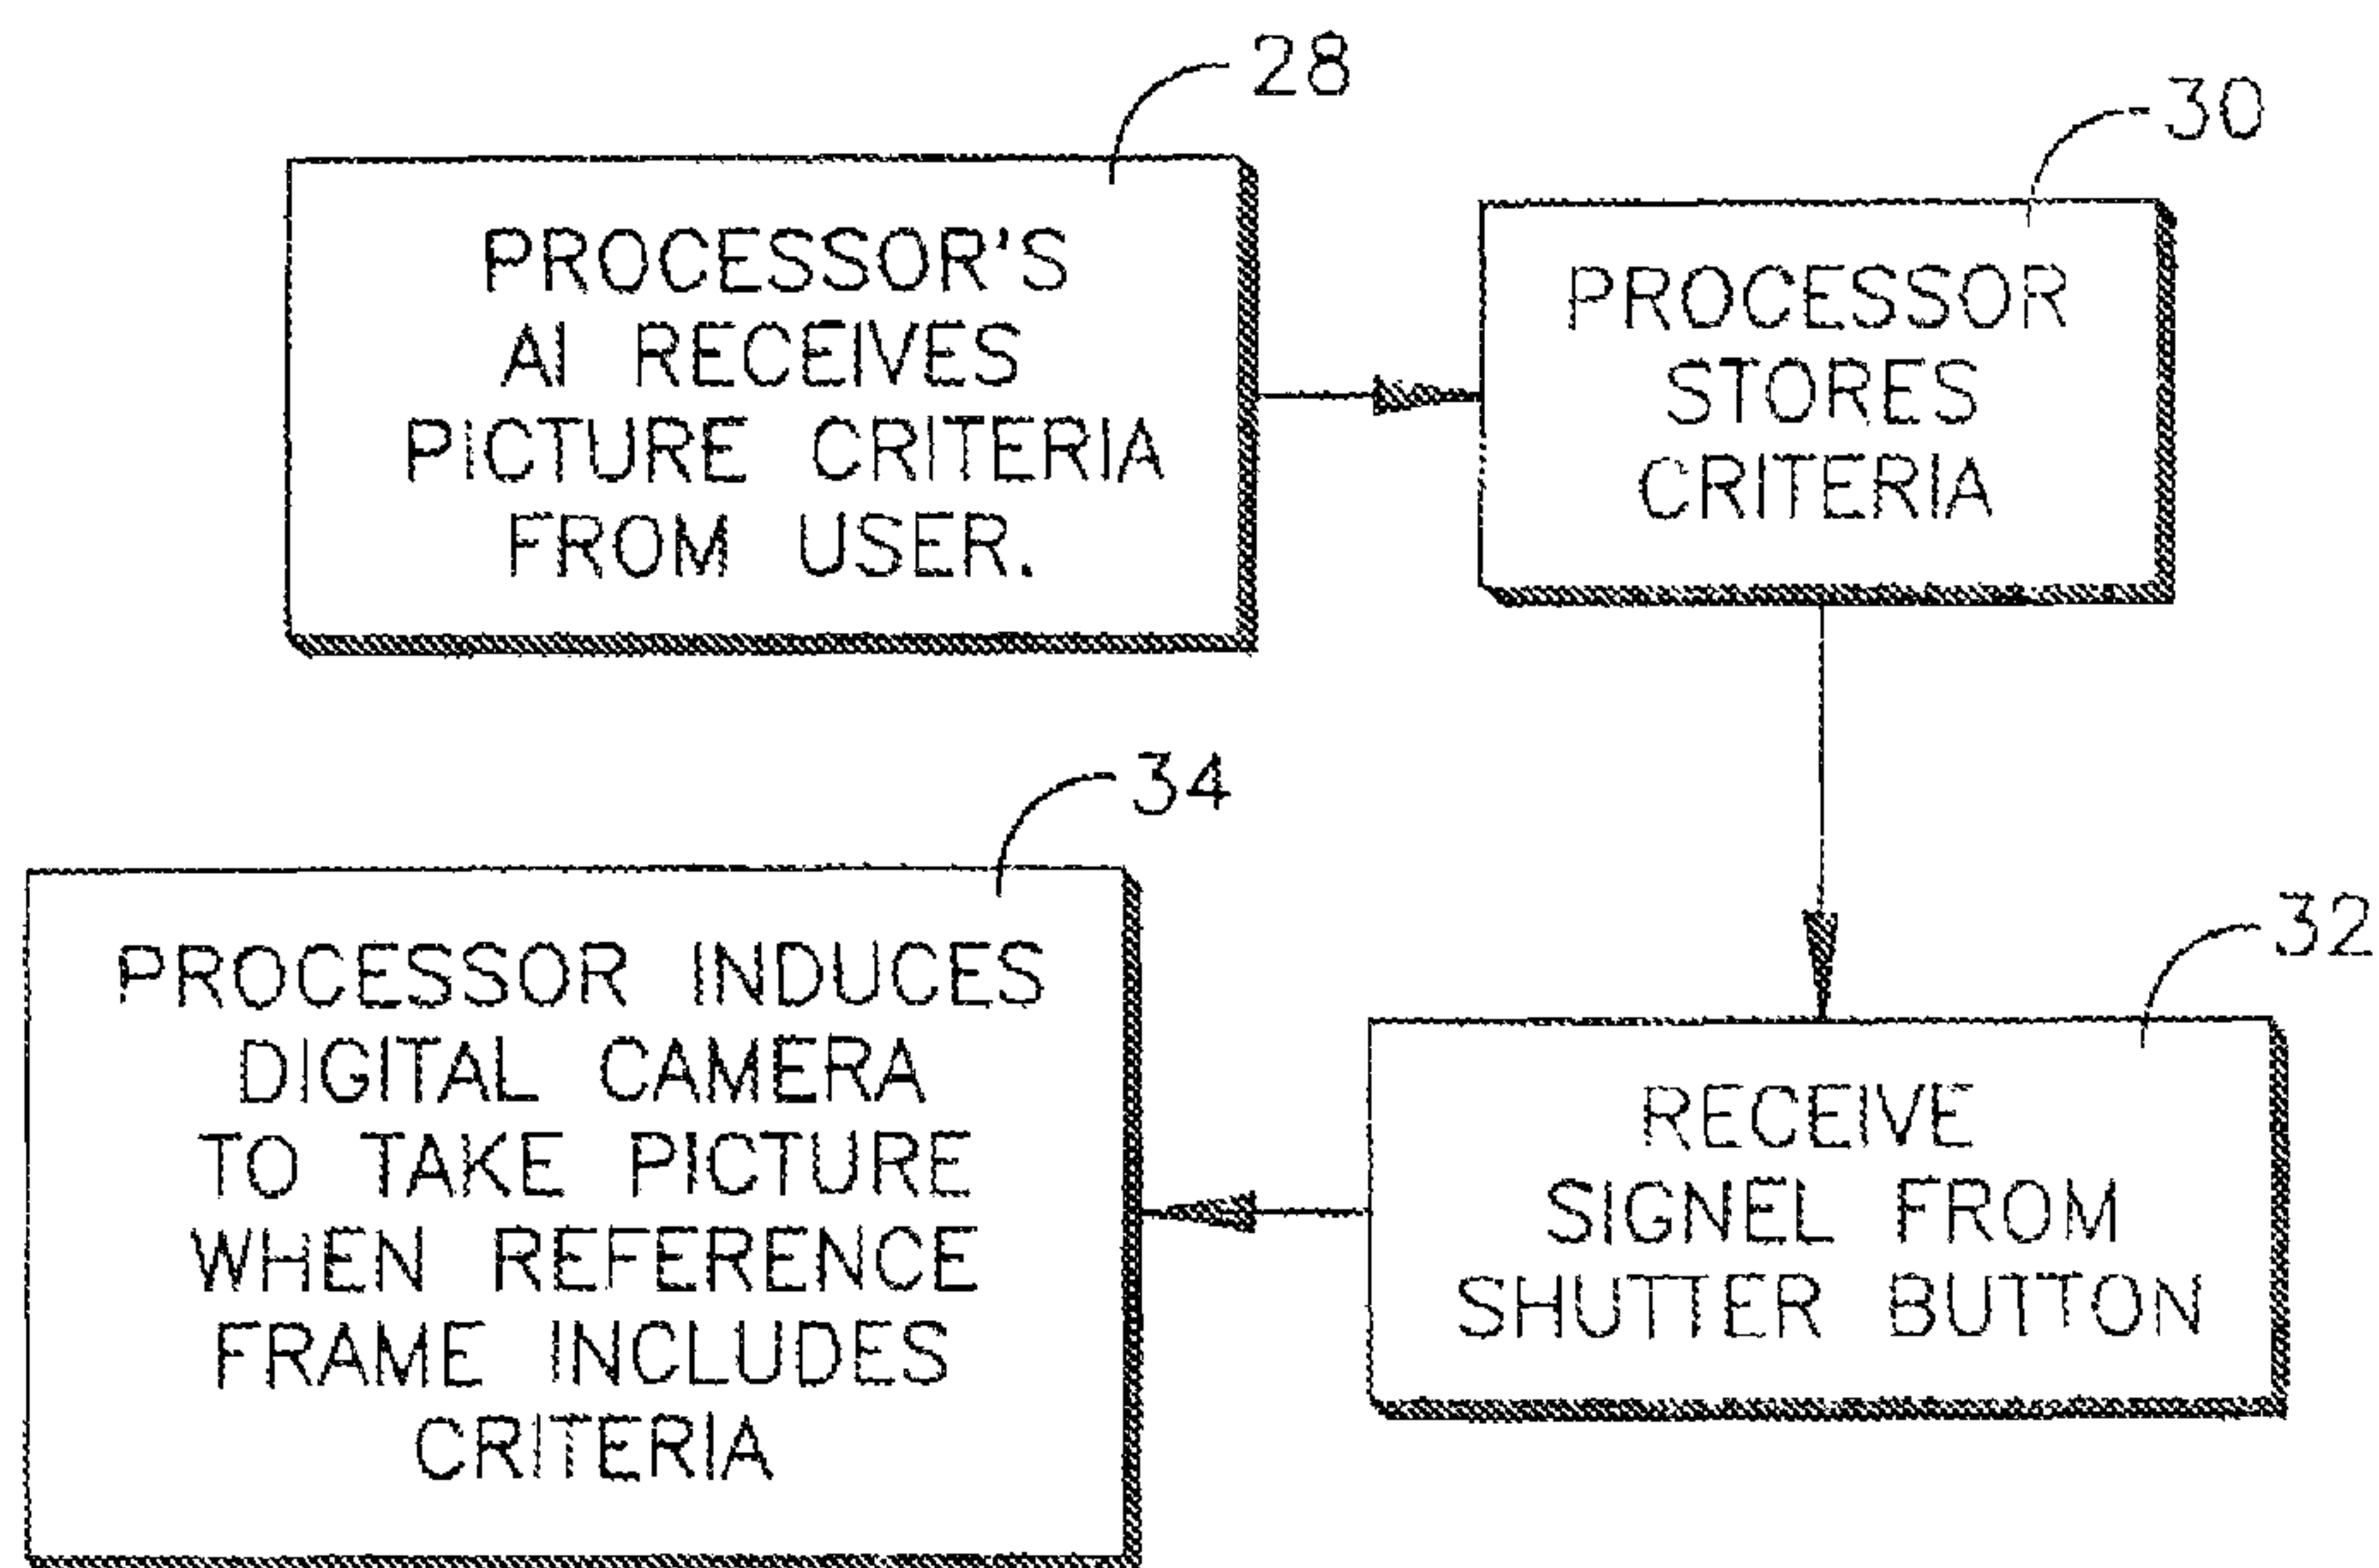 28
PROCESSOR'S
AI RECEIVES
PICTURE CRITERIA
FROM USER.
30
PROCESSOR
STORES
CRITERIA
32
RECEIVE
SIGNEL FROM
SHUTTER BUTTON
34
PROCESSOR INDUCES
DIGITAL CAMERA
TO TAKE PICTURE
WHEN REFERENCE
FRAME INCLUDES
CRITERIA